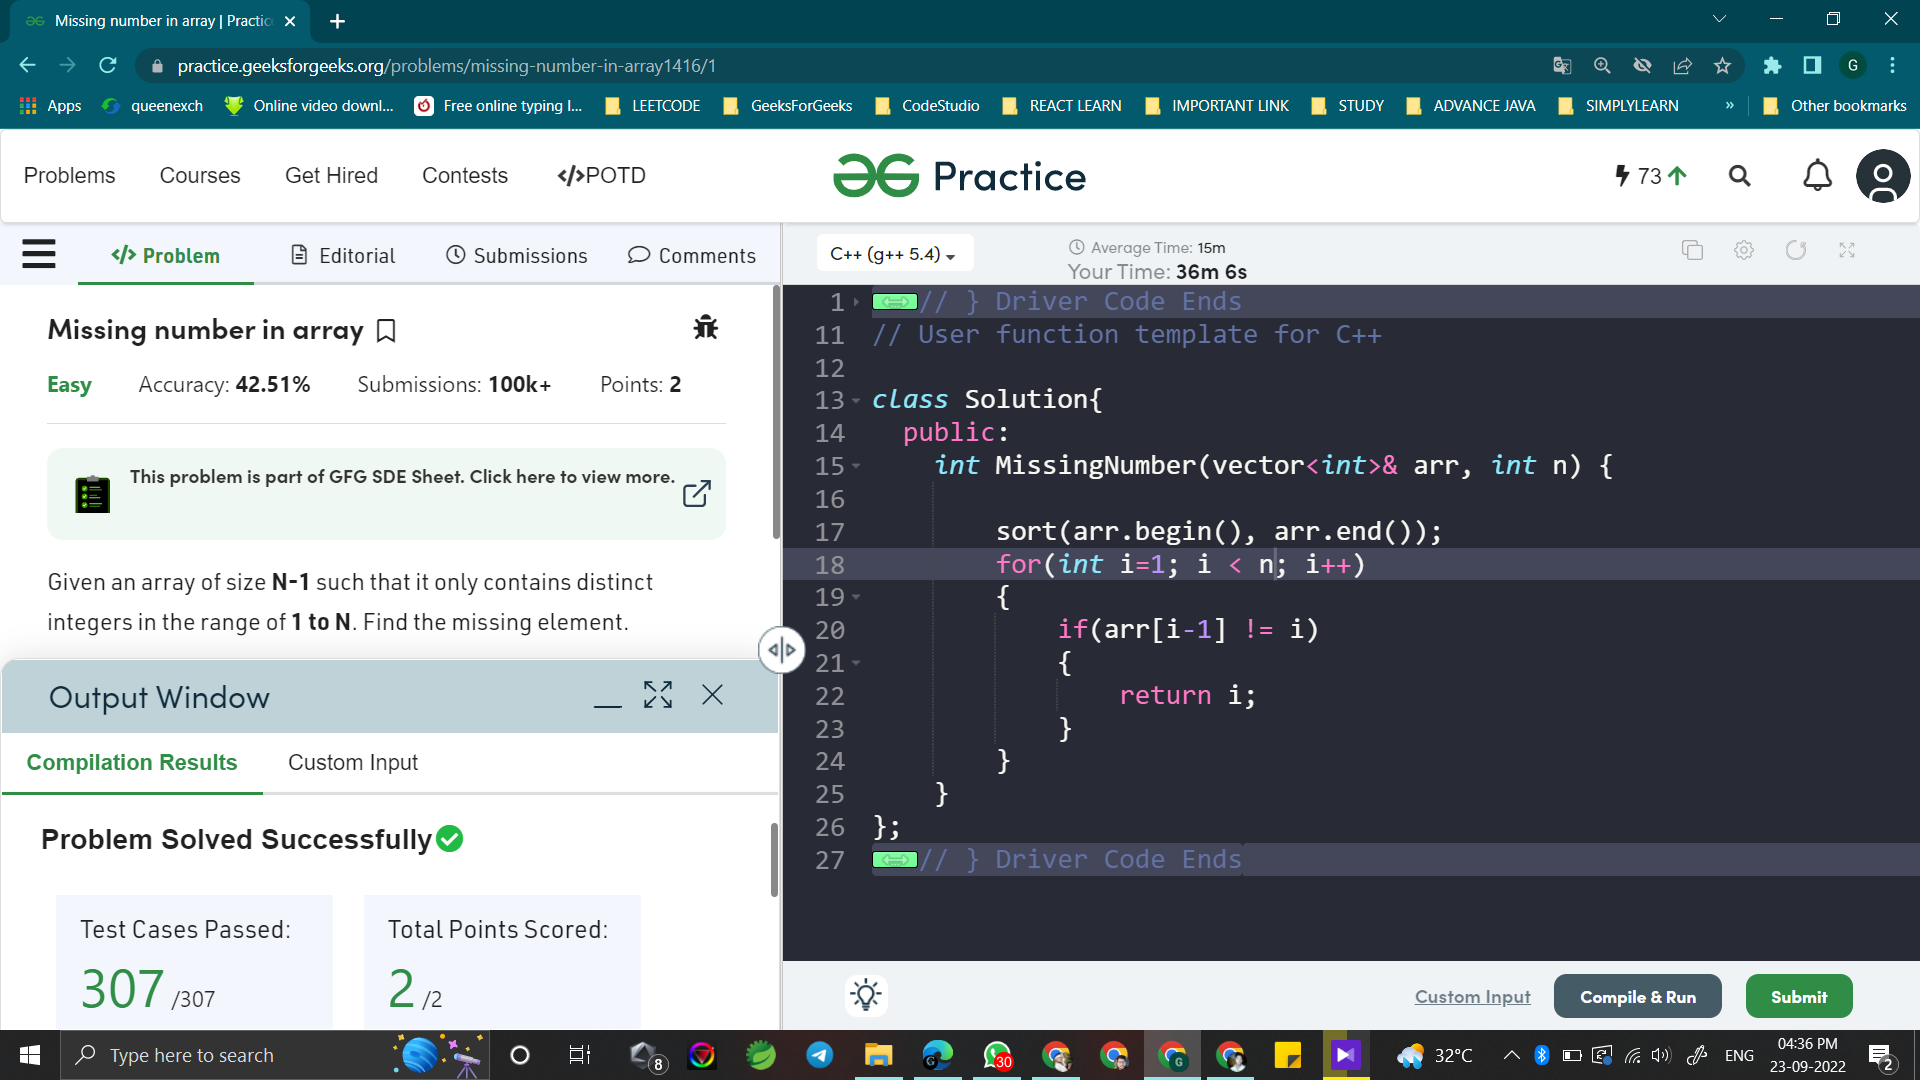 Missing number in array | Practic
practice.geeksforgeeks.org/problems/missing-number-in-array1416/1
G
Apps queenexch Online video downl... Free online typing l... LEETCODE GeeksForGeeks CodeStudio REACT LEARN IMPORTANT LINK STUDY ADVANCE JAVA SIMPLYLEARN » Other bookmarks
Problems Courses Get Hired Contests </>POTD
Practice
73
</> Problem Editorial Submissions Comments
C++ (g++ 5.4)
Average Time: 15m
Your Time: 36m 6s
Missing number in array
Easy Accuracy: 42.51% Submissions: 100k+ Points: 2
This problem is part of GFG SDE Sheet. Click here to view more.
Given an array of size N-1 such that it only contains distinct
integers in the range of 1 to N. Find the missing element.
Output Window
Compilation Results Custom Input
Problem Solved Successfully
Test Cases Passed:
307 /307
Total Points Scored:
2 /2
1 // } Driver Code Ends
11 // User function template for C++
12
13 class Solution{
14 public:
15 int MissingNumber(vector<int>& arr, int n) {
16
17 sort(arr.begin(), arr.end());
18 for(int i=1; i < n; i++)
19 {
20 if(arr[i-1] != i)
21 {
22 return i;
23 }
24 }
25 }
26 };
27 // } Driver Code Ends
Custom Input Compile & Run Submit
Type here to search
8
30
G
32°C
ENG
04:36 PM
23-09-2022
2